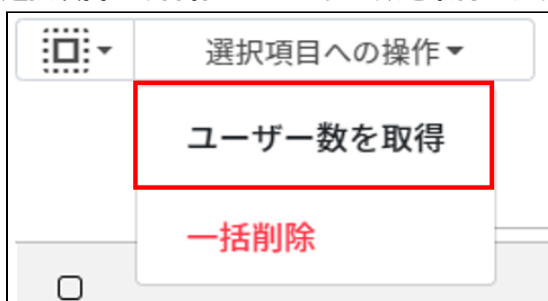 選択項目への操作
ユーザー数を取得
一括削除